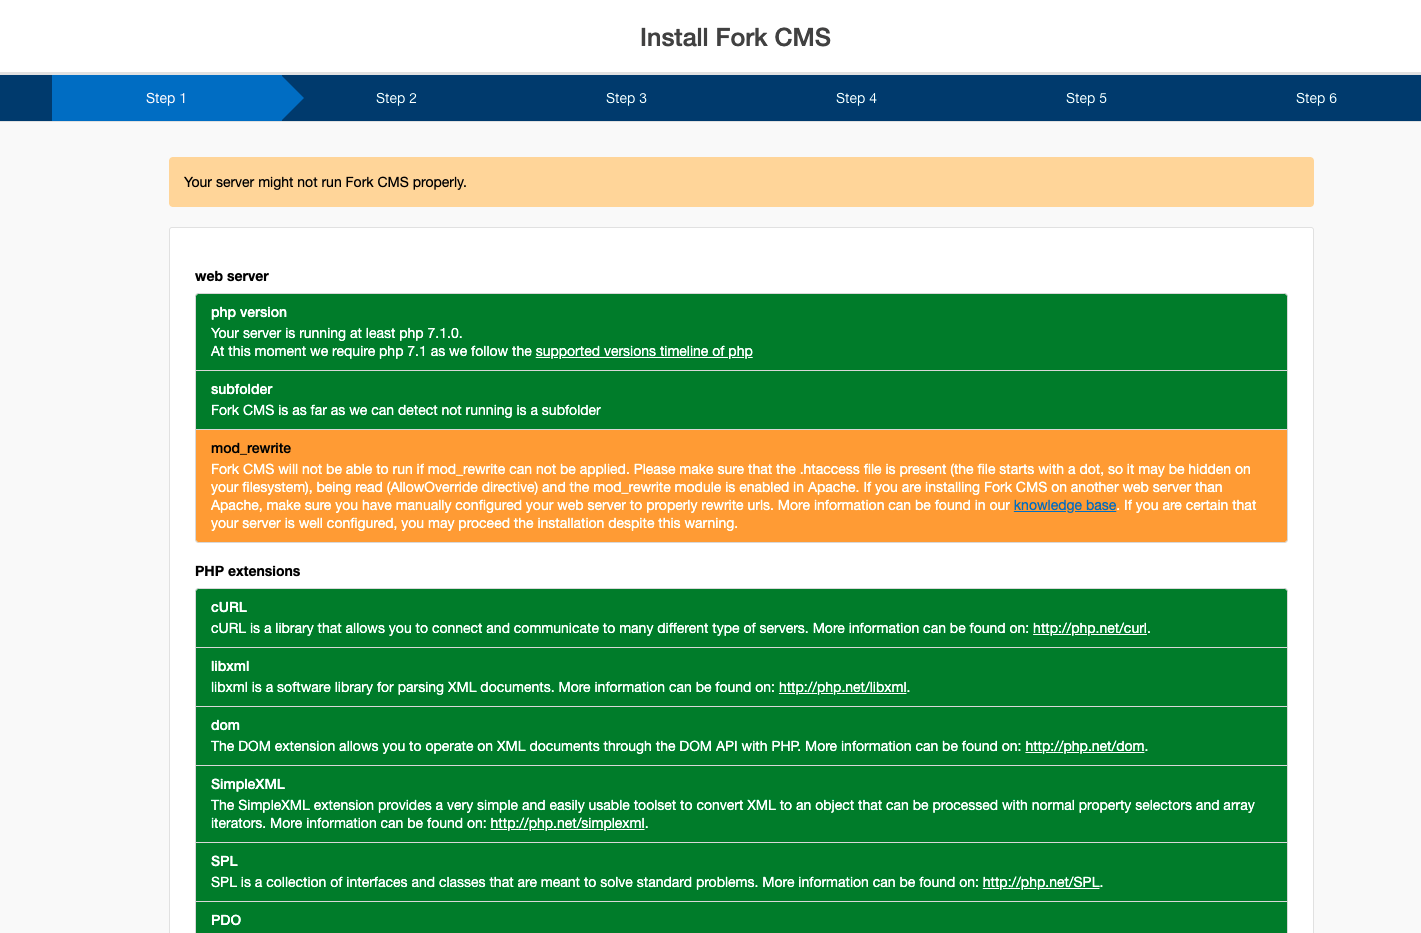 Install Fork CMS
Step 1
Step 2
Step 3
Step 4
Step 5
Step 6
Your server might not run Fork CMS properly.
web server
php version
Your server is running at least php 7.1.0.
At this moment we require php 7.1 as we follow the supported versions timeline of php
subfolder
Fork CMS is as far as we can detect not running is a subfolder
mod_rewrite
Fork CMS will not be able to run if mod_rewrite can not be applied. Please make sure that the .htaccess file is present (the file starts with a dot, so it may be hidden on
your filesystem), being read (AllowOverride directive) and the mod_rewrite module is enabled in Apache. If you are installing Fork CMS on another web server than
Apache, make sure you have manually configured your web server to properly rewrite urls. More information can be found in our knowledge base. If you are certain that
your server is well configured, you may proceed the installation despite this warning.
PHP extensions
cURL
cURL is a library that allows you to connect and communicate to many different type of servers. More information can be found on: http://php.net/curl.
libxml
libxml is a software library for parsing XML documents. More information can be found on: http://php.net/libxml.
dom
The DOM extension allows you to operate on XML documents through the DOM API with PHP. More information can be found on: http://php.net/dom.
SimpleXML
The SimpleXML extension provides a very simple and easily usable toolset to convert XML to an object that can be processed with normal property selectors and array
iterators. More information can be found on: http://php.net/simplexml.
SPL
SPL is a collection of interfaces and classes that are meant to solve standard problems. More information can be found on: http://php.net/SPL.
PDO